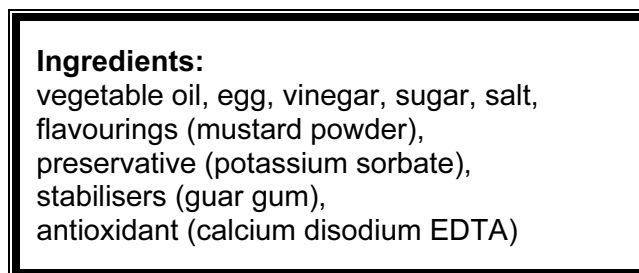 Ingredients:
vegetable oil, egg, vinegar, sugar, salt,
flavourings (mustard powder),
preservative (potassium sorbate),
stabilisers (guar gum),
antioxidant (calcium disodium EDTA)